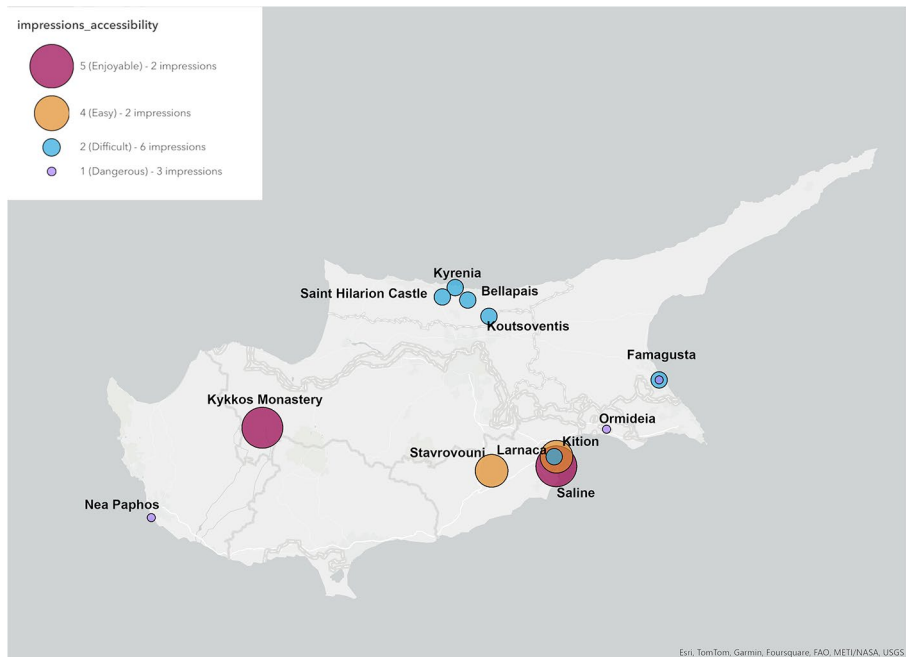 impressions_accessibility
5 (Enjoyable) - 2 impressions
4 (Easy) - 2 impressions
2 (Difficult) - 6 impressions
1 (Dangerous) - 3 impressions
Kyrenia
Saint Hilarion Castle
Bellapais
Koutsoventis
Famagusta
Kykkos Monastery
Ormideia
Kition
Larnaca
Stavrovouni
Saline
Nea Paphos
Esri, TomTom, Garmin, Foursquare, FAO, METI/NASA, USGS